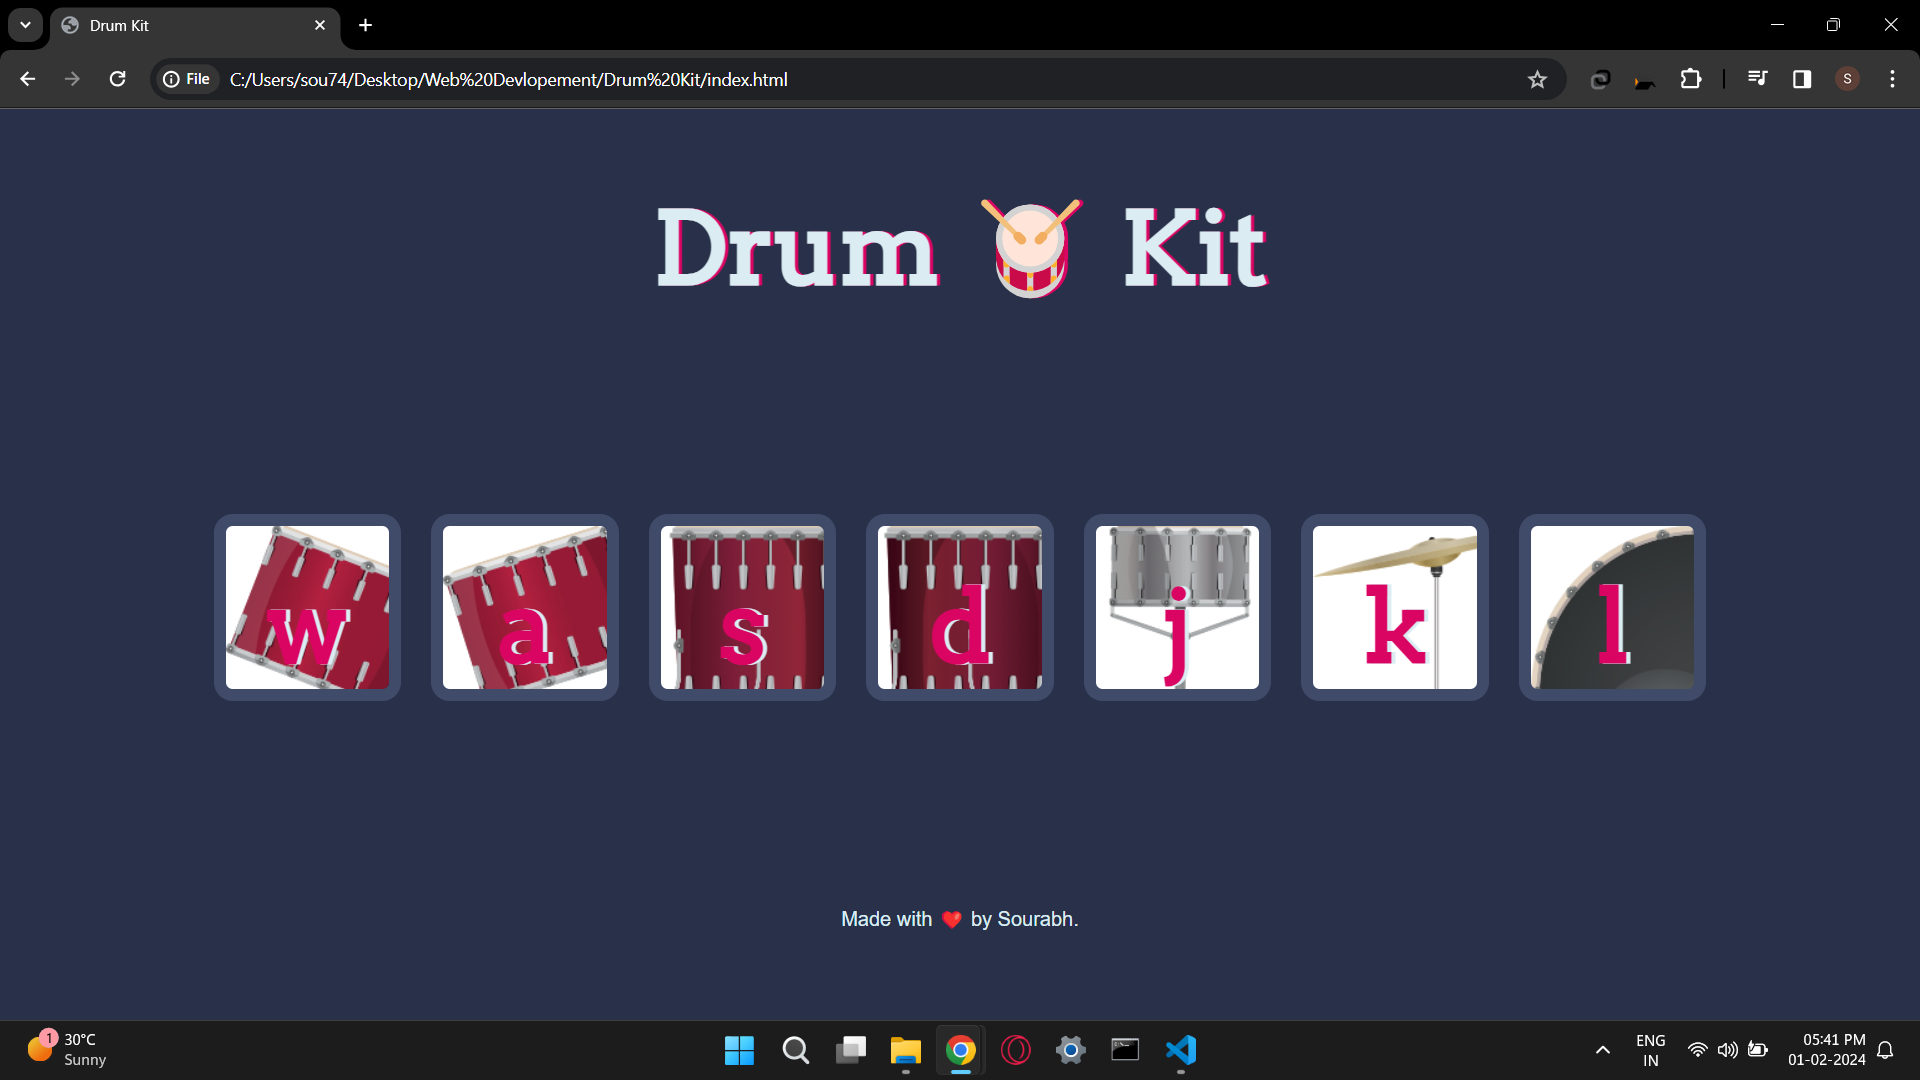 Drum Kit
File
C:/Users/sou74/Desktop/Web%20Devlopement/Drum%20Kit/index.html
S
Drum 🥁 Kit
w a s d j k l
Made with ❤️ by Sourabh.
1
30°C
Sunny
ENG
IN
05:41 PM
01-02-2024